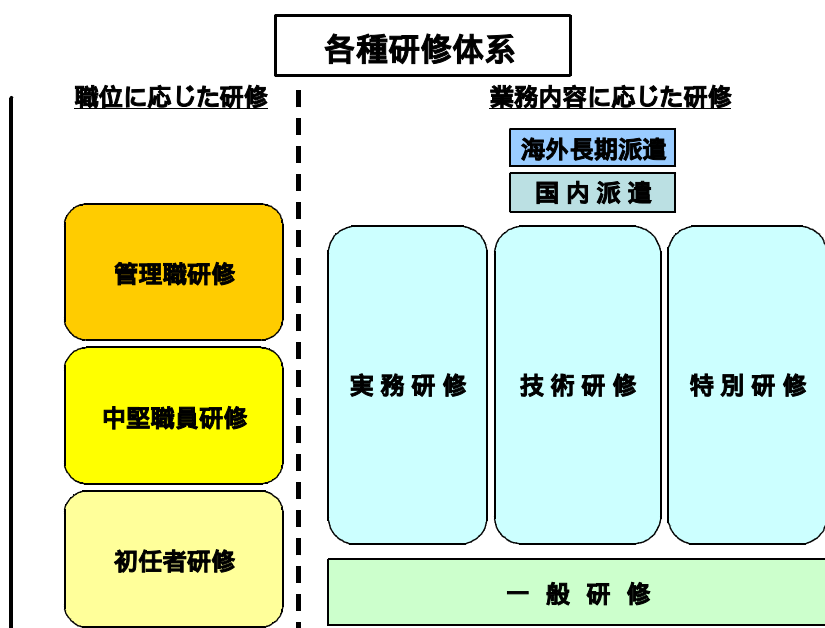 各種研修体系
職位に応じた研修
業務内容に応じた研修
海外長期派遣
国内派遣
管理職研修
中堅職員研修
初任者研修
実務研修
技術研修
特別研修
一般研修